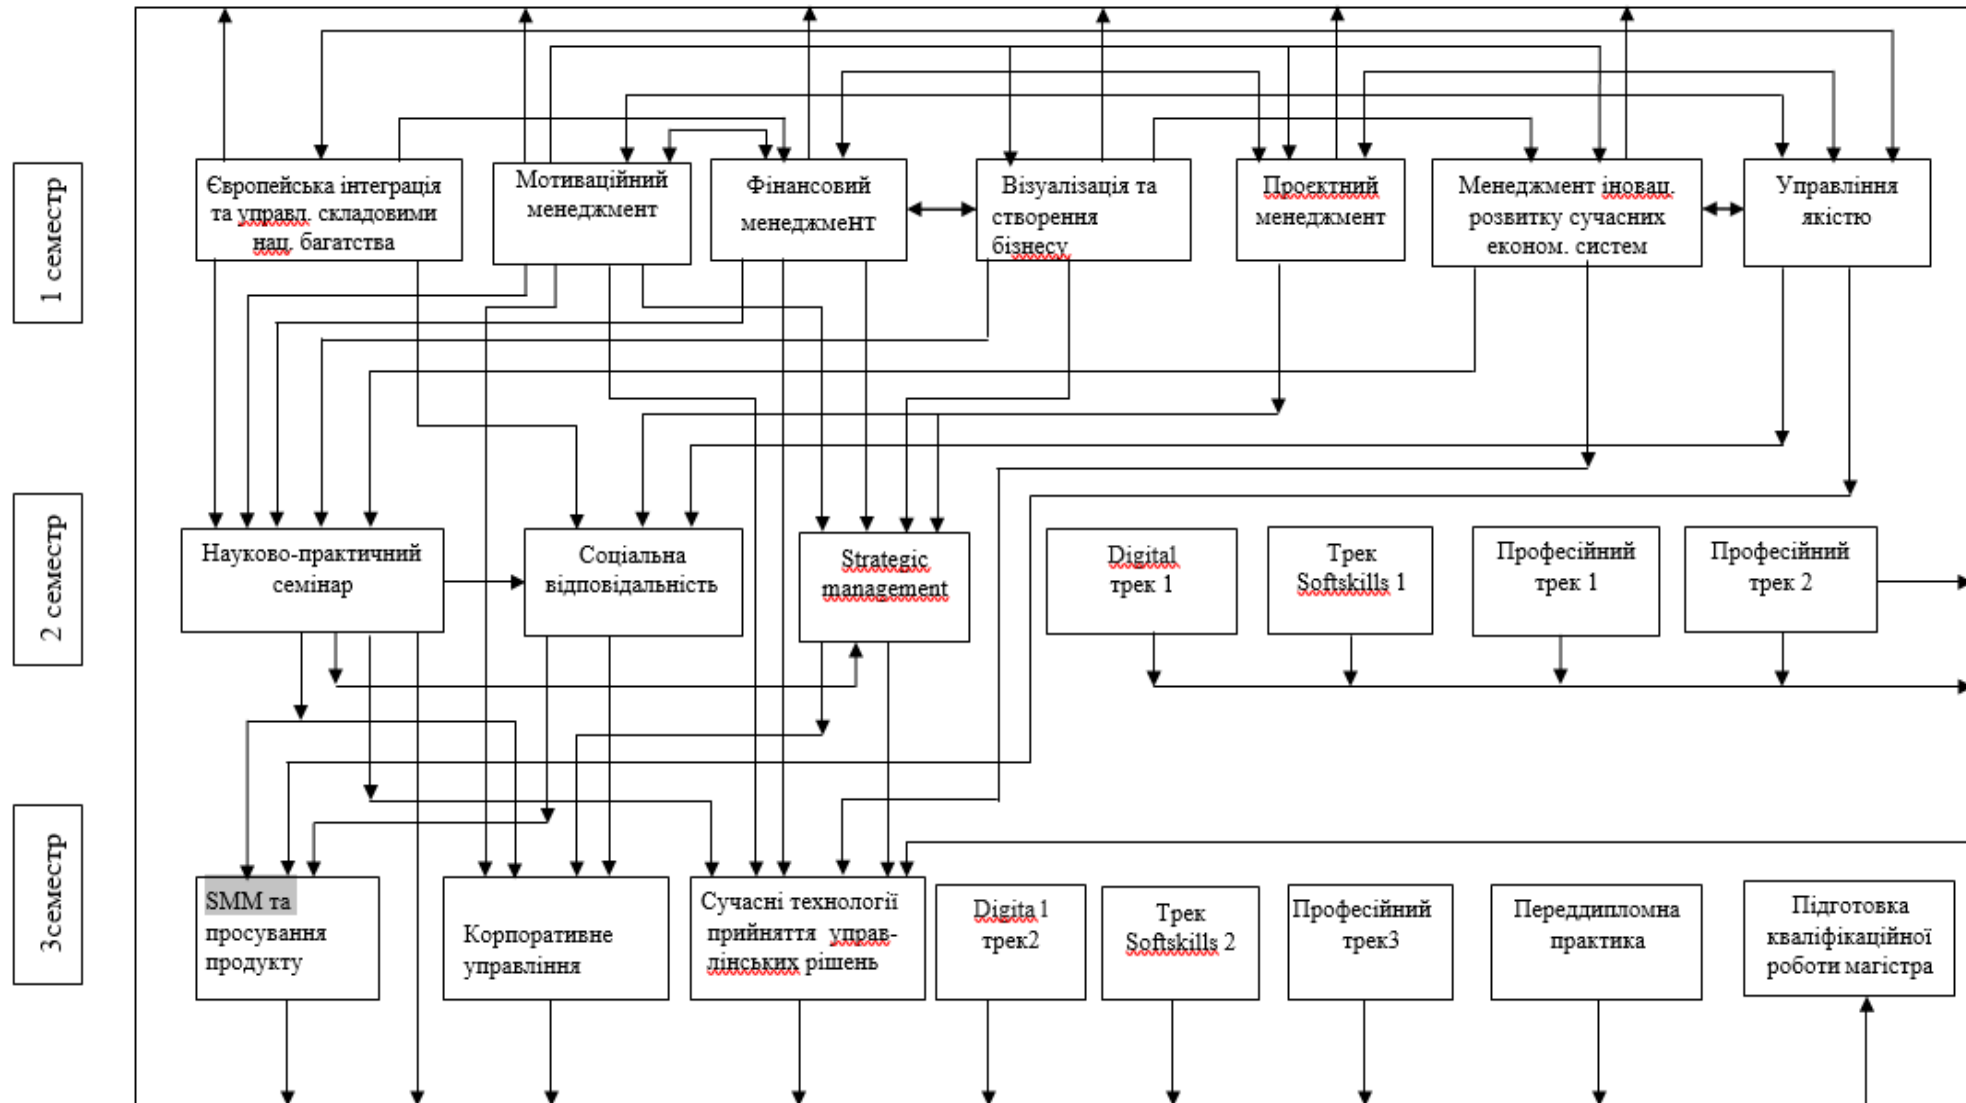 1 семестр
Європейська інтеграція
та управл. складовими
нац. багатства
Мотиваційний
менеджмент
Фінансовий
менеджмеНТ
Візуалізація та
створення
бізнесу
Проєктний
менеджмент
Менеджмент іновац.
розвитку сучасних
економ. систем
Управління
якістю
2 семестр
Науково-практичний
семінар
Соціальна
відповідальність
Strategic
management
Digital
трек 1
Трек
Softskills 1
Професійний
трек 1
Професійний
трек 2
3семестр
SMM та
просування
продукту
Корпоративне
управління
Сучасні технології
прийняття управ-
лінських рішень
Digita 1
трек2
Трек
Softskills 2
Професійний
трек3
Переддипломна
практика
Підготовка
кваліфікаційної
роботи магістра